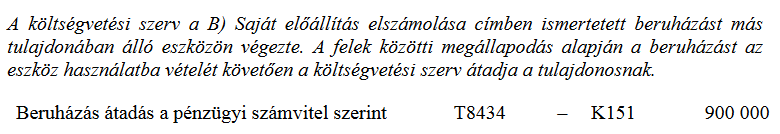 A költségvetési szerv a B) Saját előállítás elszámolása címben ismertetett beruházást más
tulajdonában álló eszközön végezte. A felek közötti megállapodás alapján a beruházást az
eszköz használatba vételét követően a költségvetési szerv átadja a tulajdonosnak.
Beruházás átadás a pénzügyi számvitel szerint T8434 – K151 900 000